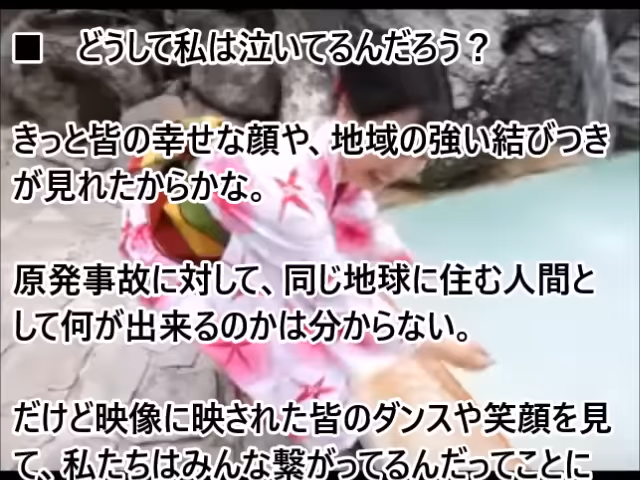 ■ どうして私は泣いてるんだろう？
きっと皆の幸せな顔や、地域の強い結びつき
が見れたからかな。
原発事故に対して、同じ地球に住む人間と
して何が出来るのかは分からない。
だけど映像に映された皆のダンスや笑顔を見
て、私たちはみんな繋がってるんだってことに